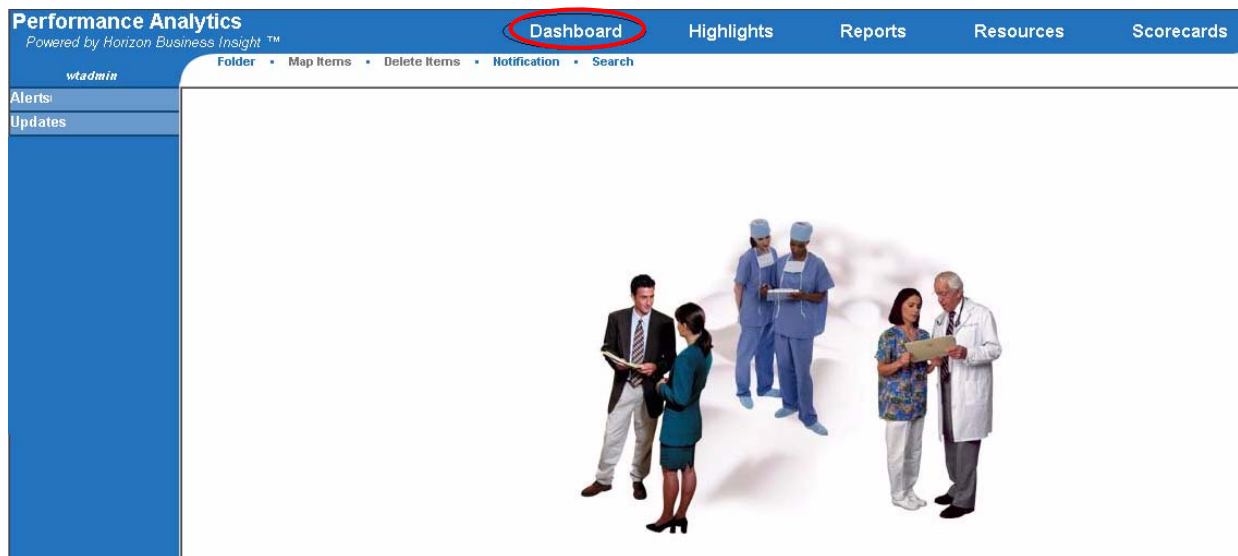 Performance Analytics
Powered by Horizon Business Insight ™
Dashboard Highlights Reports Resources Scorecards
wtadmin
Folder • Map Items • Delete Items • Notification • Search
Alerts
Updates